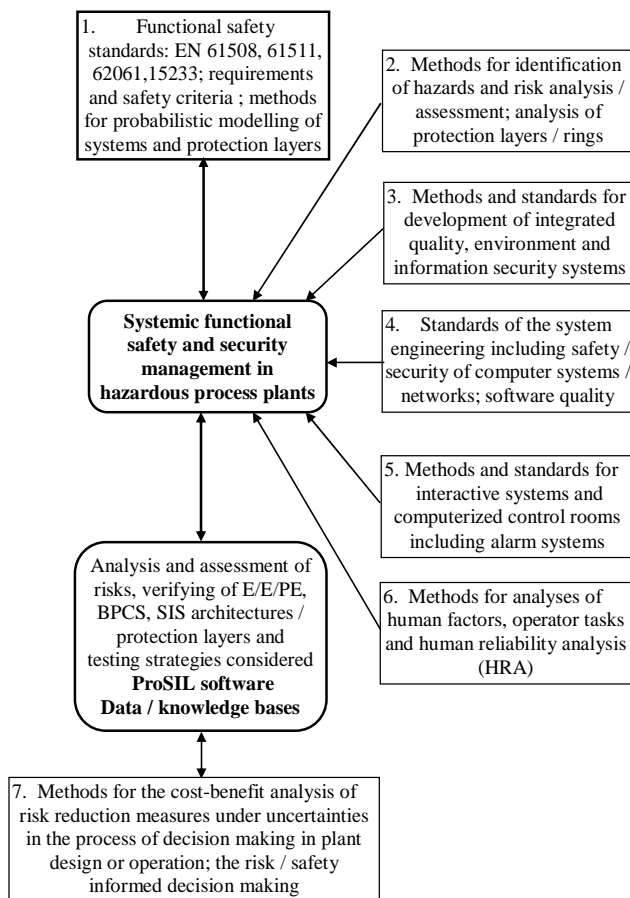 1. Functional safety
standards: EN 61508, 61511,
62061,15233; requirements
and safety criteria ; methods
for probabilistic modelling of
systems and protection layers
2. Methods for identification
of hazards and risk analysis /
assessment; analysis of
protection layers / rings
3. Methods and standards for
development of integrated
quality, environment and
information security systems
Systemic functional
safety and security
management in
hazardous process plants
4. Standards of the system
engineering including safety /
security of computer systems /
networks; software quality
5. Methods and standards for
interactive systems and
computerized control rooms
including alarm systems
6. Methods for analyses of
human factors, operator tasks
and human reliability analysis
(HRA)
Analysis and assessment
of risks, verifying of E/E/PE,
BPCS, SIS architectures /
protection layers and
testing strategies considered
ProSIL software
Data / knowledge bases
7. Methods for the cost-benefit analysis of
risk reduction measures under uncertainties
in the process of decision making in plant
design or operation; the risk / safety
informed decision making